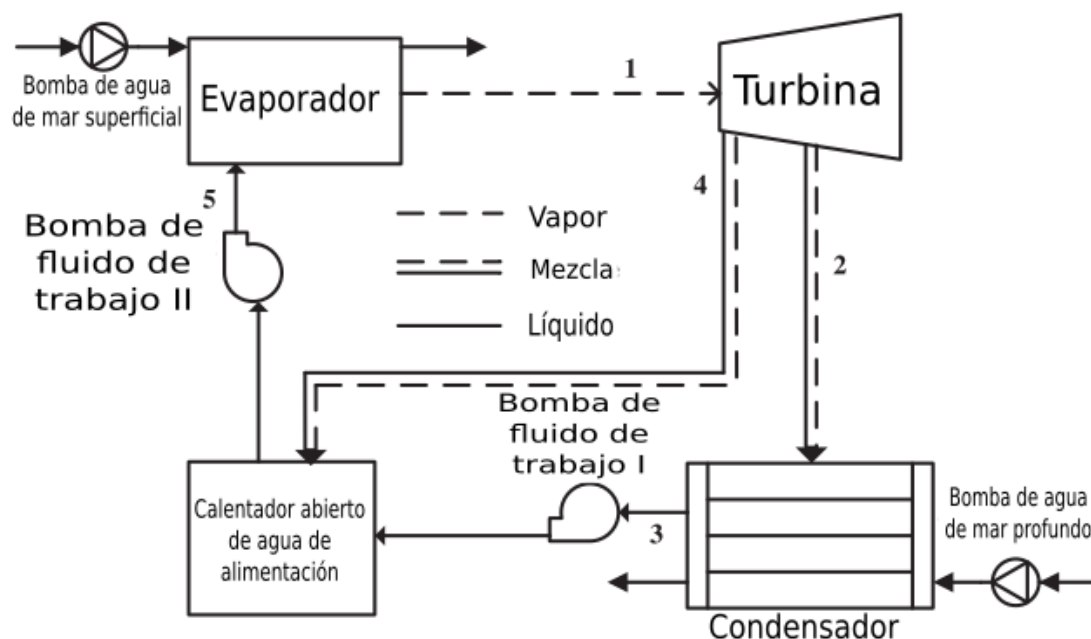 Bomba de agua
de mar superficial
Evaporador
1
Turbina
5
4
Bomba de
fluido de
trabajo II
Vapor
Mezcla
Líquido
2
Bomba de
fluido de
trabajo I
Calentador abierto
de agua de
alimentación
3
Bomba de agua
de mar profundo
Condensador